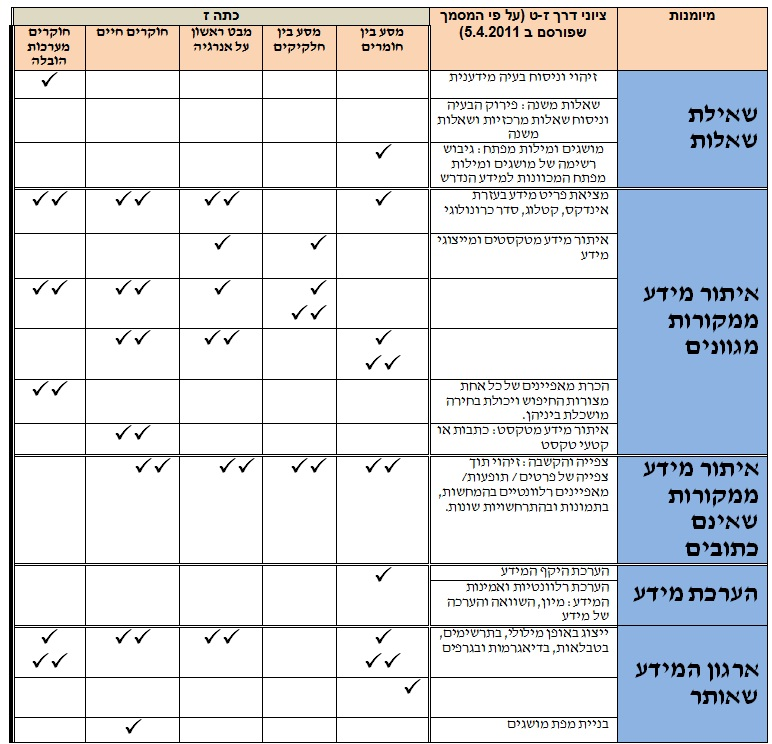 מיומנות
ציוני דרך ז-ט (על פי המסמך
שפורסם ב 5.4.2011)
כתה ז
מסע בין
חומרים
מסע בין
חלקיקים
מבט ראשון
על אנרגיה
חוקרים חיים
חוקרים
מערכות
הובלה
שאילת
שאלות
זיהוי וניסוח בעיה מידענית
✓
שאלות משנה: פירוק הבעיה
וניסוח שאלות מרכזיות ושאלות
משנה
מושגים ומילות מפתח: גיבוש
רשימה של מושגים ומילות
מפתח המכוונות למידע הנדרש
✓
איתור מידע
ממקורות
מגוונים
מציאת פריט מידע בעזרת
אינדקס, קטלוג, סדר כרונולוגי
✓ ✓✓ ✓✓ ✓✓
איתור מידע מטקסטים ומייצוגי
מידע
✓ ✓
✓ ✓ ✓✓ ✓✓
✓✓
✓ ✓✓ ✓✓
✓✓
הכרת מאפיינים של כל אחת
מצורות החיפוש ויכולת בחירה
מושכלת ביניהן.
✓✓
איתור מידע מטקסט: כתבות או
קטעי טקסט
✓✓
איתור מידע
ממקורות
שאינם
כתובים
צפייה והקשבה: זיהוי תוך
צפייה של פרטים / תופעות/
מאפיינים רלוונטיים בהמחשות,
בתמונות ובהתרחשויות שונות.
✓✓ ✓✓ ✓✓ ✓✓
הערכת מידע
הערכת היקף המידע
✓
הערכת רלוונטיות ואמינות
המידע: מיון, השוואה והערכה
של מידע
ארגון המידע
שאותר
ייצוג באופן מילולי, בתרשימים,
בטבלאות, בדיאגרמות ובגרפים
✓ ✓✓ ✓✓ ✓
✓✓ ✓✓
✓
בניית מפת מושגים
✓